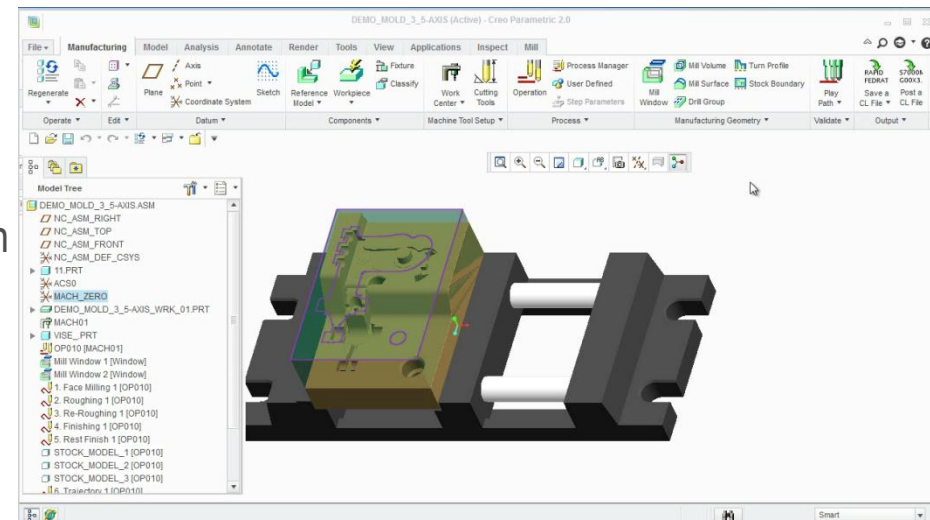 DEMO_MOLD_3_5-AXIS (Active) - Creo Parametric 2.0
File Manufacturing Model Analysis Annotate Render Tools View Applications Inspect Mill
Regenerate
Operate
Edit
Plane
Axis
Point
Coordinate System
Sketch
Datum
Reference Model
Workpiece
Fixture
Classify
Components
Work Center
Cutting Tools
Machine Tool Setup
Operation
Process Manager
User Defined
Step Parameters
Process
Mill Window
Mill Volume
Turn Profile
Mill Surface
Stock Boundary
Drill Group
Manufacturing Geometry
Play Path
Validate
RAPID
FEDRAT
Save a CL File
Post a CL File
Output
n
Model Tree
DEMO_MOLD_3_5-AXIS.ASM
NC_ASM_RIGHT
NC_ASM_TOP
NC_ASM_FRONT
NC_ASM_DEF_CSYS
11.PRT
ACS0
MACH_ZERO
DEMO_MOLD_3_5-AXIS_WRK_01.PRT
MACH01
VISE_.PRT
OP010 [MACH01]
Mill Window 1 [Window]
Mill Window 2 [Window]
1. Face Milling 1 [OP010]
2. Roughing 1 [OP010]
3. Re-Roughing 1 [OP010]
4. Finishing 1 [OP010]
5. Rest Finish 1 [OP010]
STOCK_MODEL_1 [OP010]
STOCK_MODEL_2 [OP010]
STOCK_MODEL_3 [OP010]
6. Trajectory 1 [OP010]
Smart